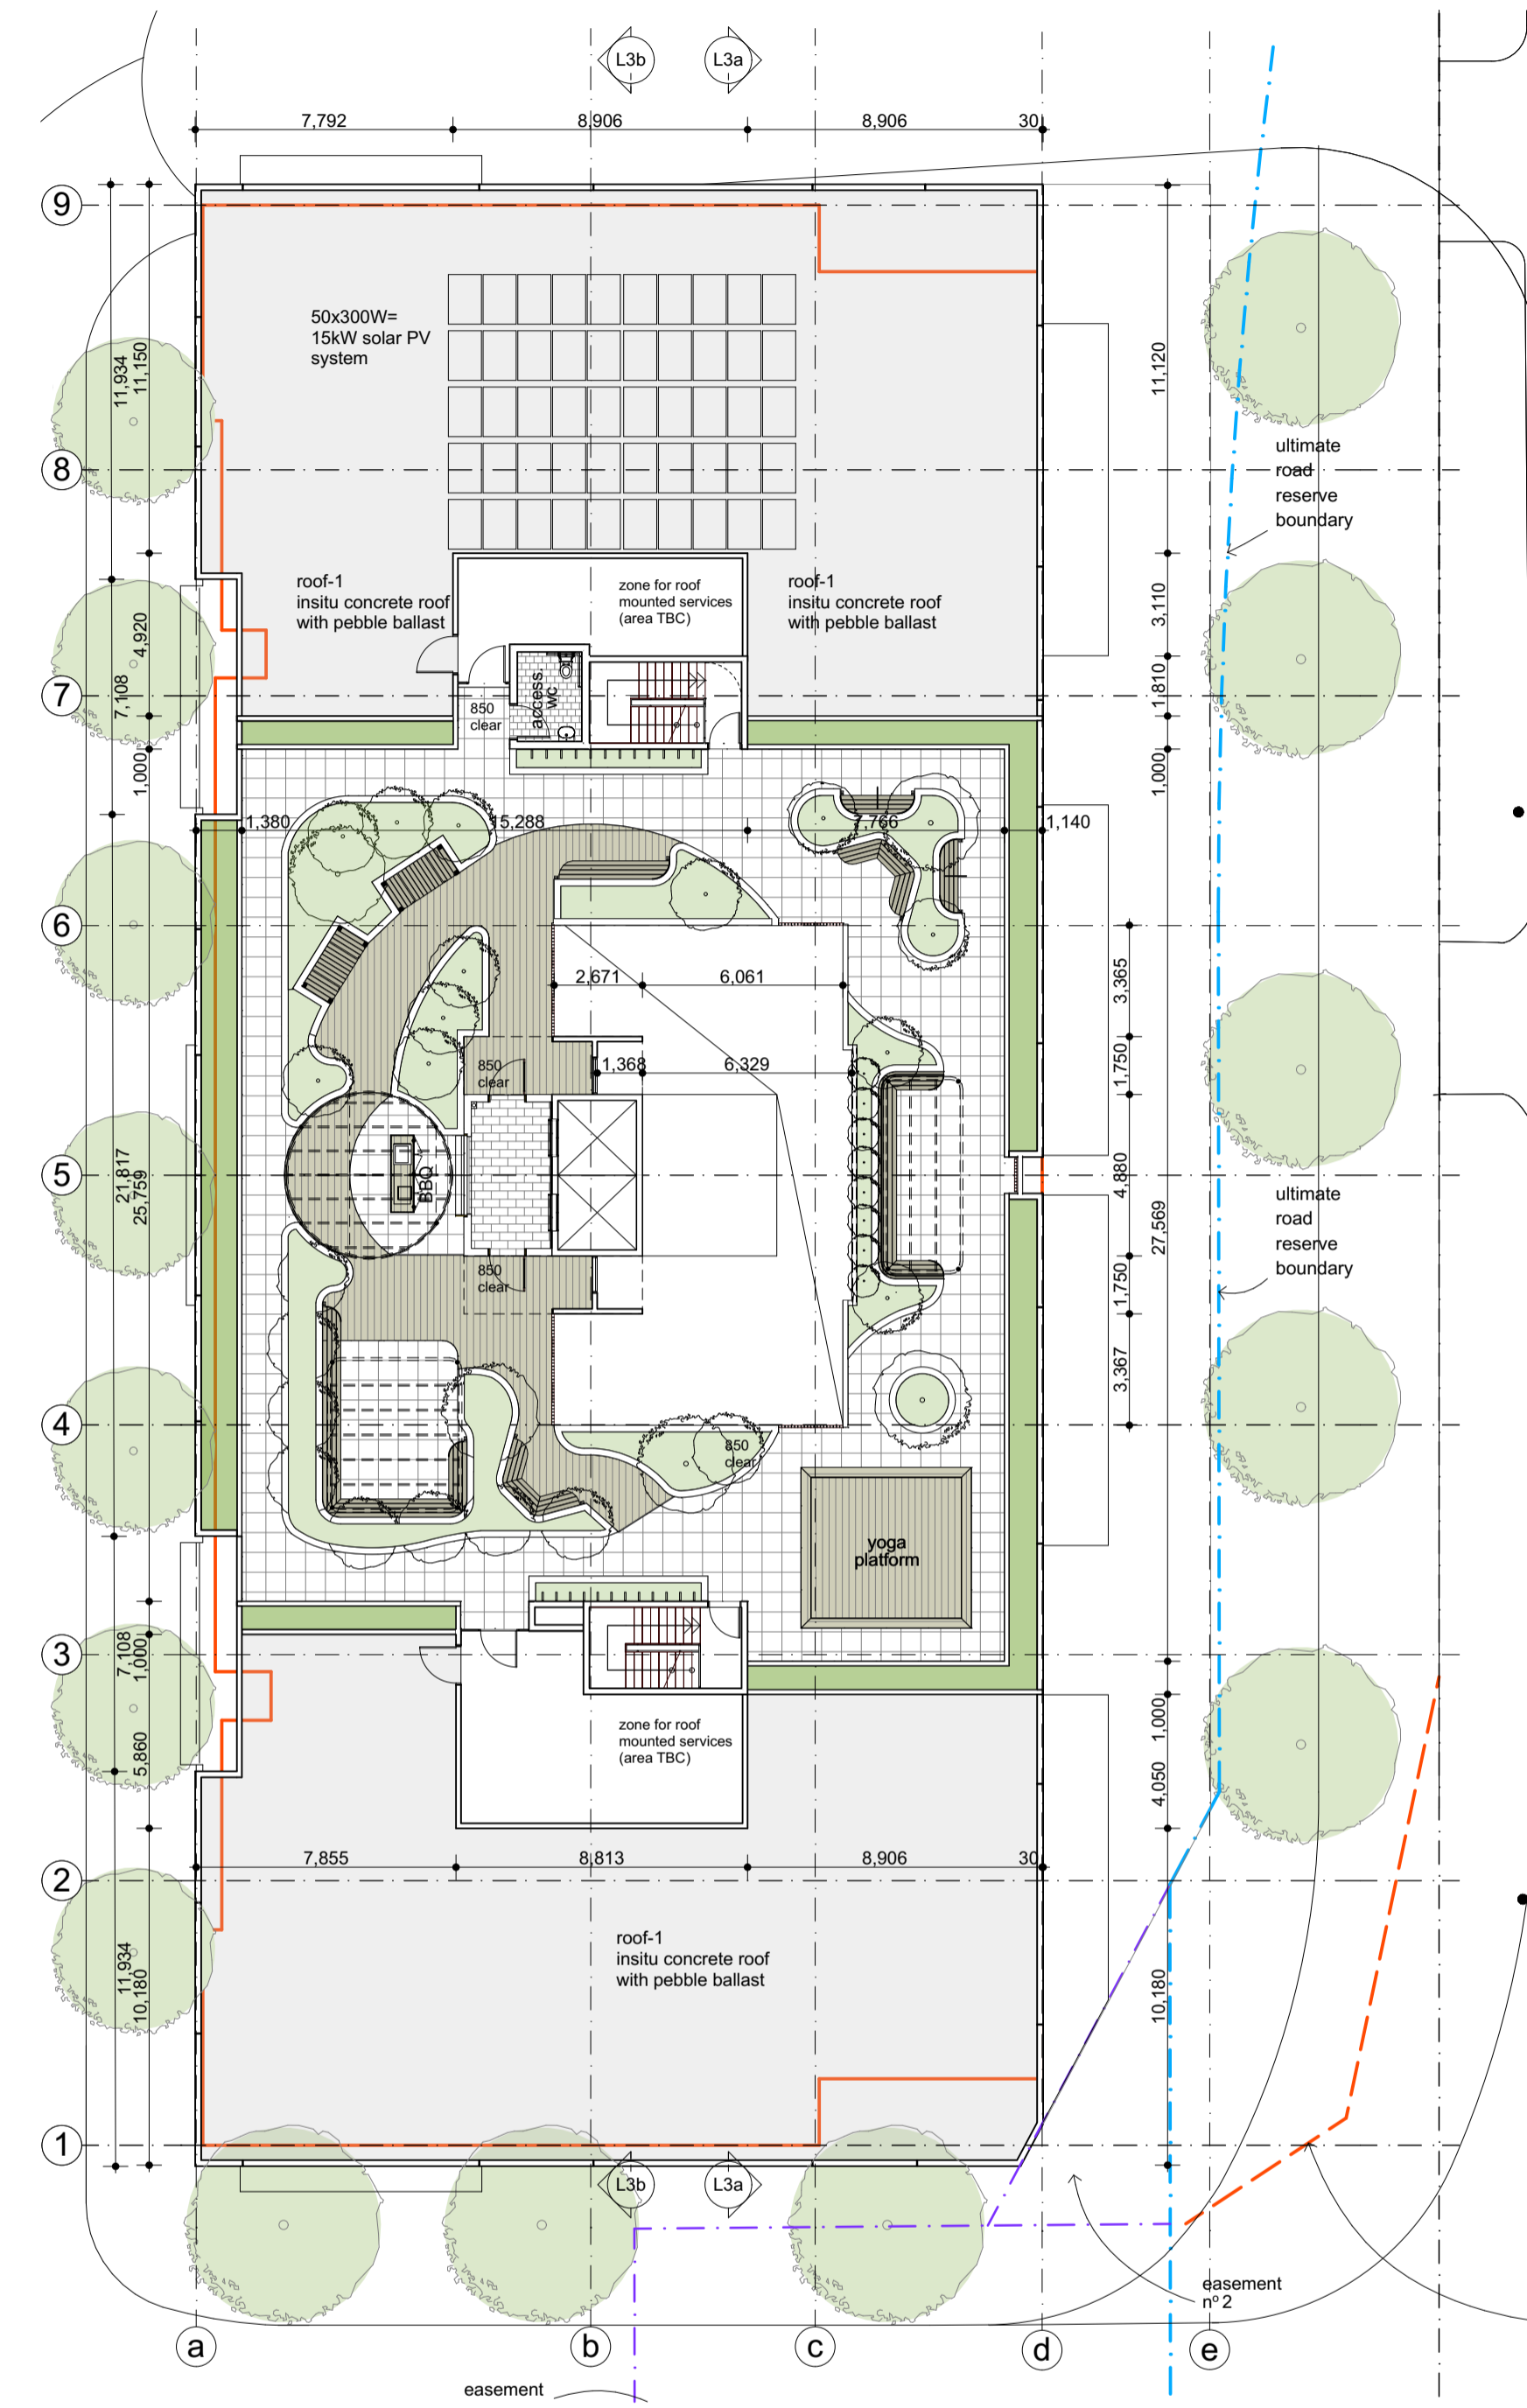 L3b
L3a
7,792
8,906
8,906
30
9
50x300W=
15kW solar PV
system
11,934
11,150
11,120
ultimate
road
reserve
boundary
8
roof-1
insitu concrete roof
with pebble ballast
zone for roof
mounted services
(area TBC)
roof-1
insitu concrete roof
with pebble ballast
4,920
3,110
7,108
access.
wc
850
clear
7
1,810
1,000
1,000
1,380
15,288
7,766
1,140
6
2,671
6,061
3,365
850
clear
1,368
6,329
1,750
5
BBQ
21,817
25,759
4,880
27,569
ultimate
road
reserve
boundary
850
clear
1,750
3,367
4
850
clear
yoga
platform
3
7,108
1,000
1,000
zone for roof
mounted services
(area TBC)
5,860
4,050
7,855
8,813
8,906
30
2
roof-1
insitu concrete roof
with pebble ballast
11,934
10,180
10,180
1
L3b
L3a
easement
nº 2
a
b
c
d
e
easement